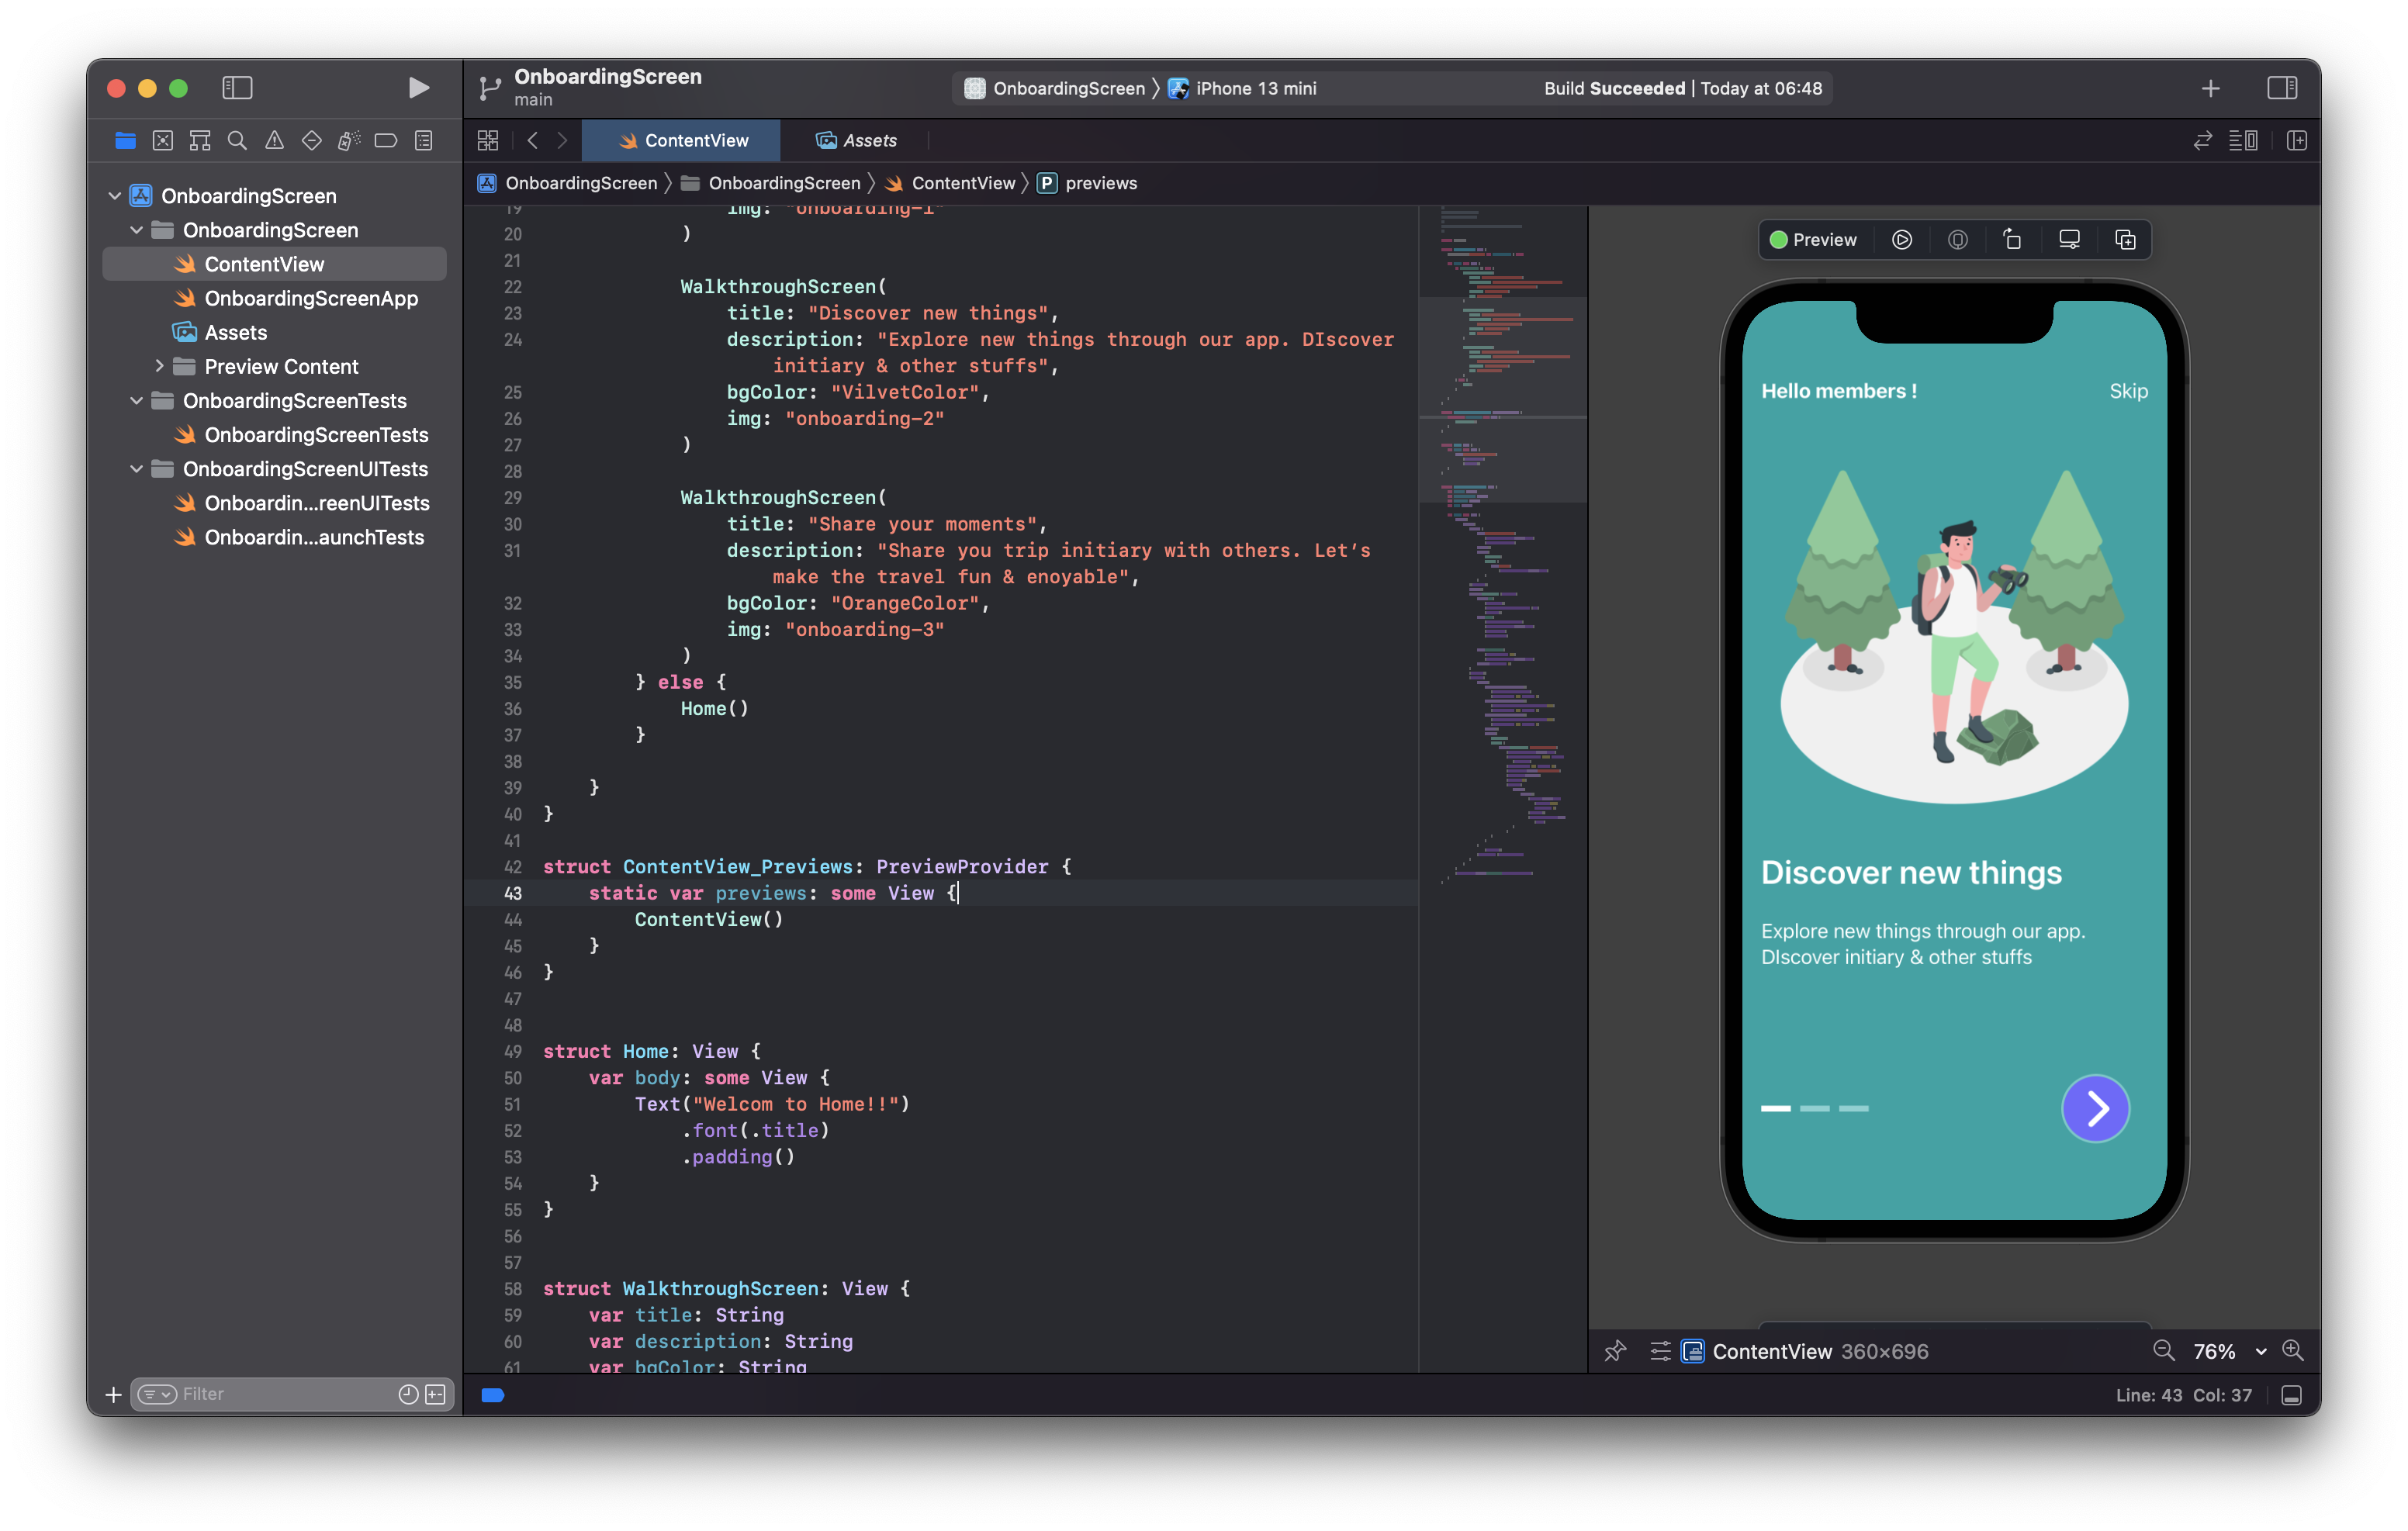 OnboardingScreen
main
OnboardingScreen
iPhone 13 mini
Build Succeeded | Today at 06:48
ContentView
Assets
OnboardingScreen
OnboardingScreen
ContentView
P
previews
OnboardingScreen
OnboardingScreen
ContentView
OnboardingScreenApp
Assets
Preview Content
OnboardingScreenTests
OnboardingScreenTests
OnboardingScreenUITests
Onboardin...reenUITests
Onboardin...aunchTests
Filter
19 img: "onboarding-1"
20 )
21
22 WalkthroughScreen(
23 title: "Discover new things",
24 description: "Explore new things through our app. DIscover
initiary & other stuffs",
25 bgColor: "VilvetColor",
26 img: "onboarding-2"
27 )
28
29 WalkthroughScreen(
30 title: "Share your moments",
31 description: "Share you trip initiary with others. Let's
make the travel fun & enoyable",
32 bgColor: "OrangeColor",
33 img: "onboarding-3"
34 )
35 } else {
36 Home()
37 }
38
39 }
40 }
41
42 struct ContentView_Previews: PreviewProvider {
43 static var previews: some View {
44 ContentView()
45 }
46 }
47
48
49 struct Home: View {
50 var body: some View {
51 Text("Welcom to Home!!")
52 .font(.title)
53 .padding()
54 }
55 }
56
57
58 struct WalkthroughScreen: View {
59 var title: String
60 var description: String
61 var bgColor: String
Preview
Hello members !
Skip
Discover new things
Explore new things through our app.
DIscover initiary & other stuffs
ContentView 360×696
76%
Line: 43 Col: 37